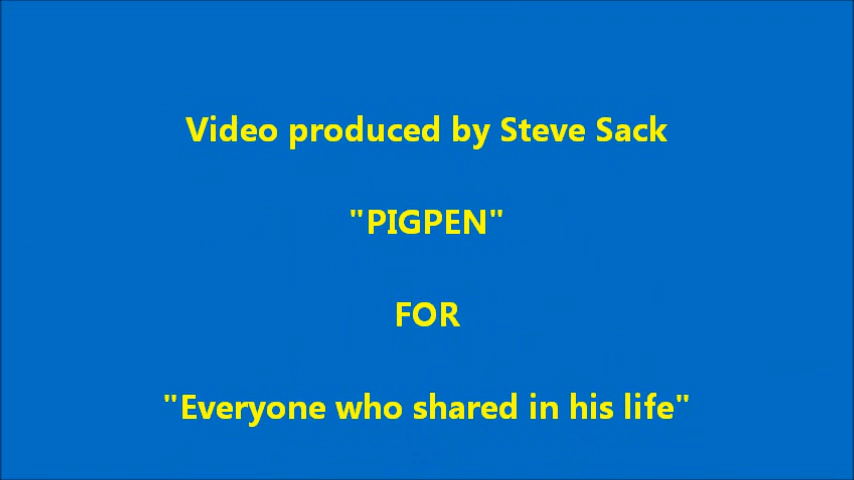 Video produced by Steve Sack
"PIGPEN"
FOR
"Everyone who shared in his life"